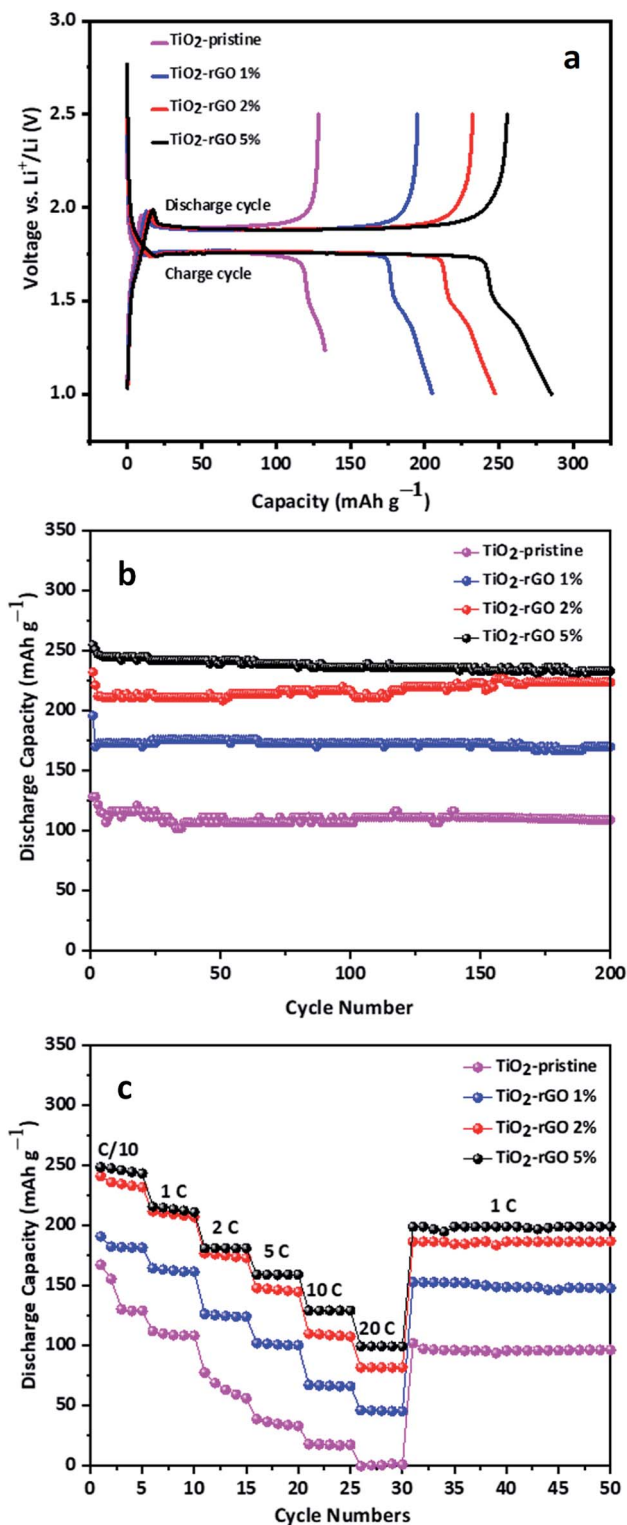 a
TiO2-pristine
TiO2-rGO 1%
TiO2-rGO 2%
TiO2-rGO 5%
Discharge cycle
Charge cycle
Voltage vs. Li⁺/Li (V)
3.0
2.5
2.0
1.5
1.0
0 50 100 150 200 250 300
Capacity (mAh g⁻¹)
b
TiO2-pristine
TiO2-rGO 1%
TiO2-rGO 2%
TiO2-rGO 5%
Discharge Capacity (mAh g⁻¹)
350
300
250
200
150
100
50
0
0 50 100 150 200
Cycle Number
c
TiO2-pristine
TiO2-rGO 1%
TiO2-rGO 2%
TiO2-rGO 5%
C/10
1 C
2 C
5 C
10 C
20 C
1 C
Discharge Capacity (mAh g⁻¹)
350
300
250
200
150
100
50
0
0 5 10 15 20 25 30 35 40 45 50
Cycle Numbers